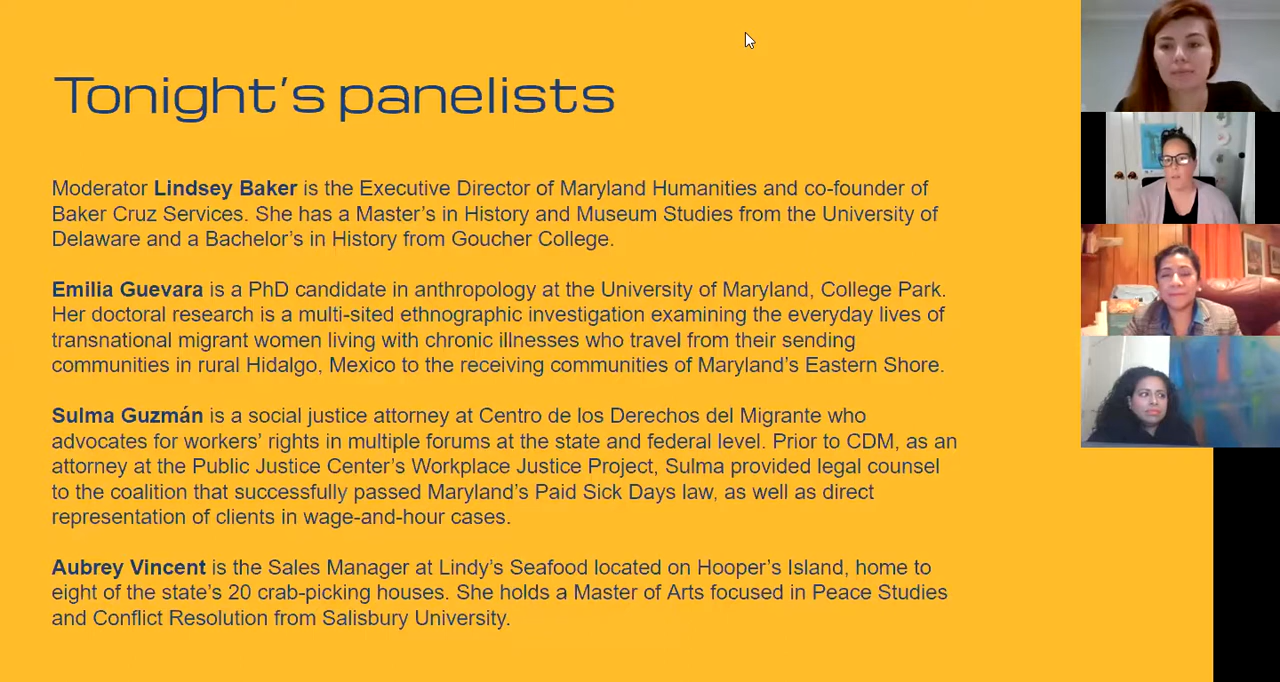 Tonight's panelists
Moderator Lindsey Baker is the Executive Director of Maryland Humanities and co-founder of
Baker Cruz Services. She has a Master's in History and Museum Studies from the University of
Delaware and a Bachelor's in History from Goucher College.
Emilia Guevara is a PhD candidate in anthropology at the University of Maryland, College Park.
Her doctoral research is a multi-sited ethnographic investigation examining the everyday lives of
transnational migrant women living with chronic illnesses who travel from their sending
communities in rural Hidalgo, Mexico to the receiving communities of Maryland's Eastern Shore.
Sulma Guzmán is a social justice attorney at Centro de los Derechos del Migrante who
advocates for workers' rights in multiple forums at the state and federal level. Prior to CDM, as an
attorney at the Public Justice Center's Workplace Justice Project, Sulma provided legal counsel
to the coalition that successfully passed Maryland's Paid Sick Days law, as well as direct
representation of clients in wage-and-hour cases.
Aubrey Vincent is the Sales Manager at Lindy's Seafood located on Hooper's Island, home to
eight of the state's 20 crab-picking houses. She holds a Master of Arts focused in Peace Studies
and Conflict Resolution from Salisbury University.